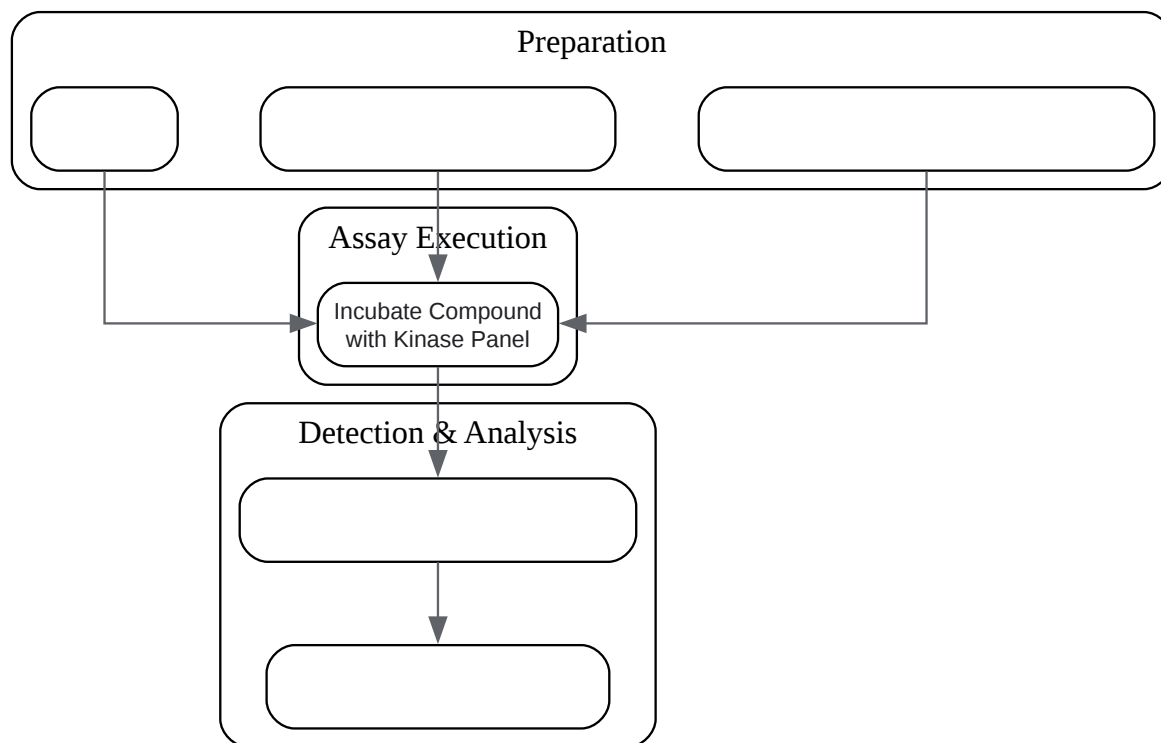 Preparation
Assay Execution
Incubate Compound
with Kinase Panel
Detection & Analysis